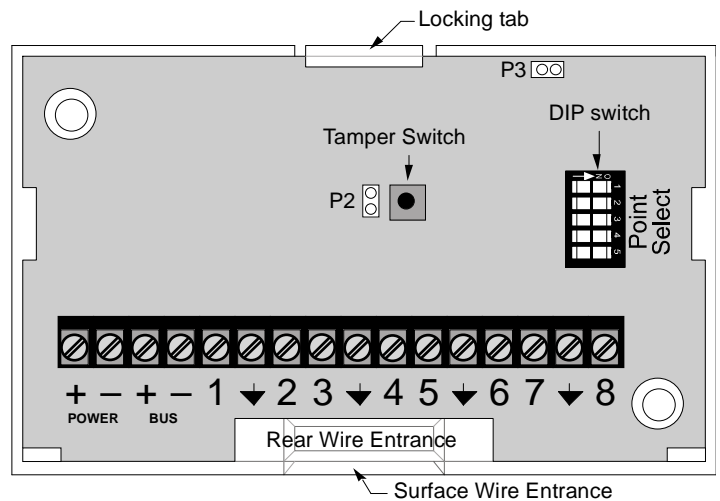 Locking tab
P3
DIP switch
Tamper Switch
P2
ON
1
2
3
4
5
Point
Select
+ – + – 1 2 3 4 5 6 7 8
POWER BUS
Rear Wire Entrance
Surface Wire Entrance